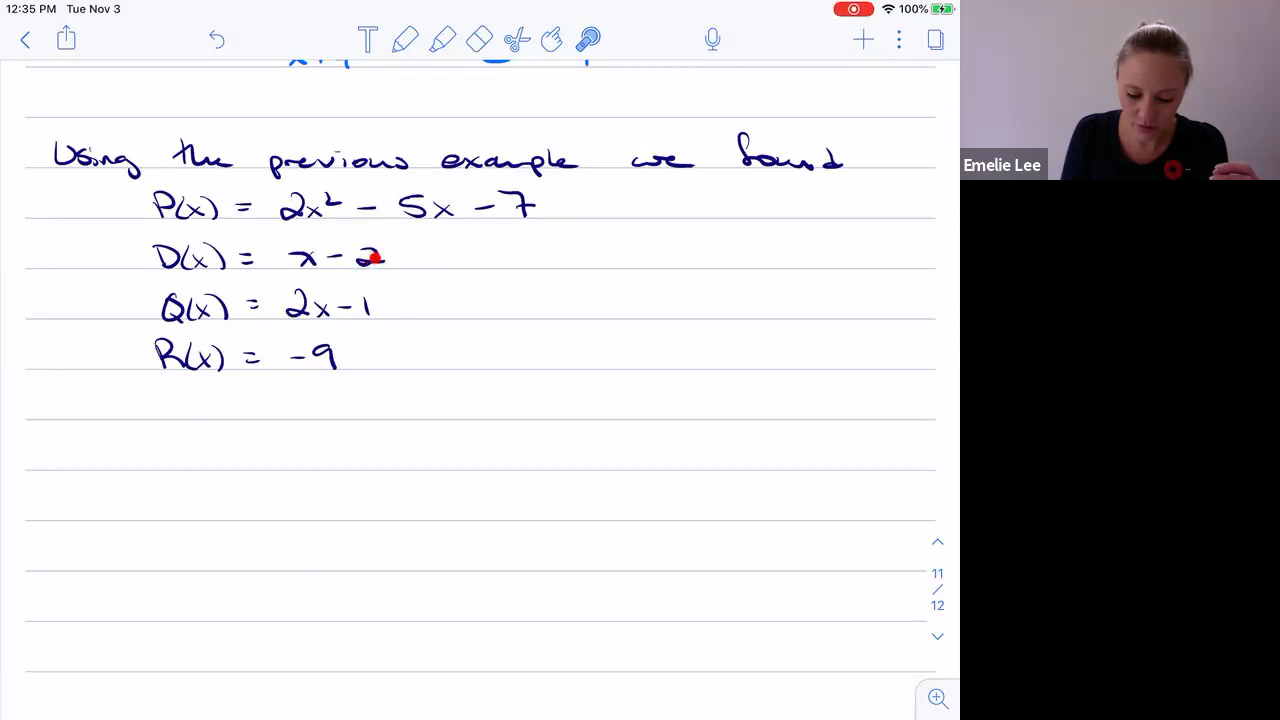 12:35 PM Tue Nov 3
100%
Using the previous example we found
P(x) = 2x² - 5x - 7
D(x) = x - 2
Q(x) = 2x - 1
R(x) = -9
Emelie Lee
11
/
12